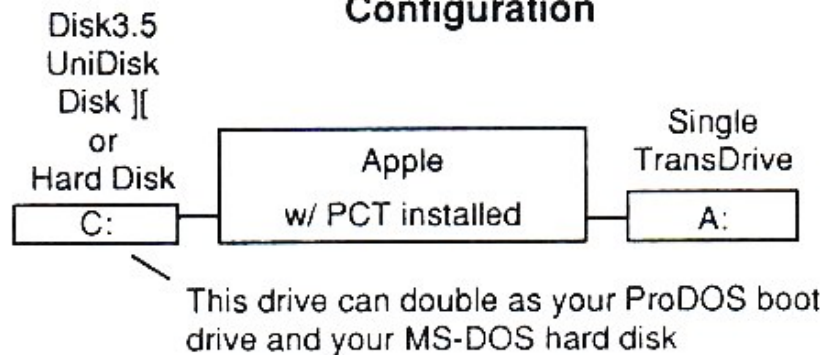 Configuration
Disk3.5
UniDisk
Disk ][
or
Hard Disk
C:
Apple
w/ PCT installed
Single
TransDrive
A:
This drive can double as your ProDOS boot
drive and your MS-DOS hard disk